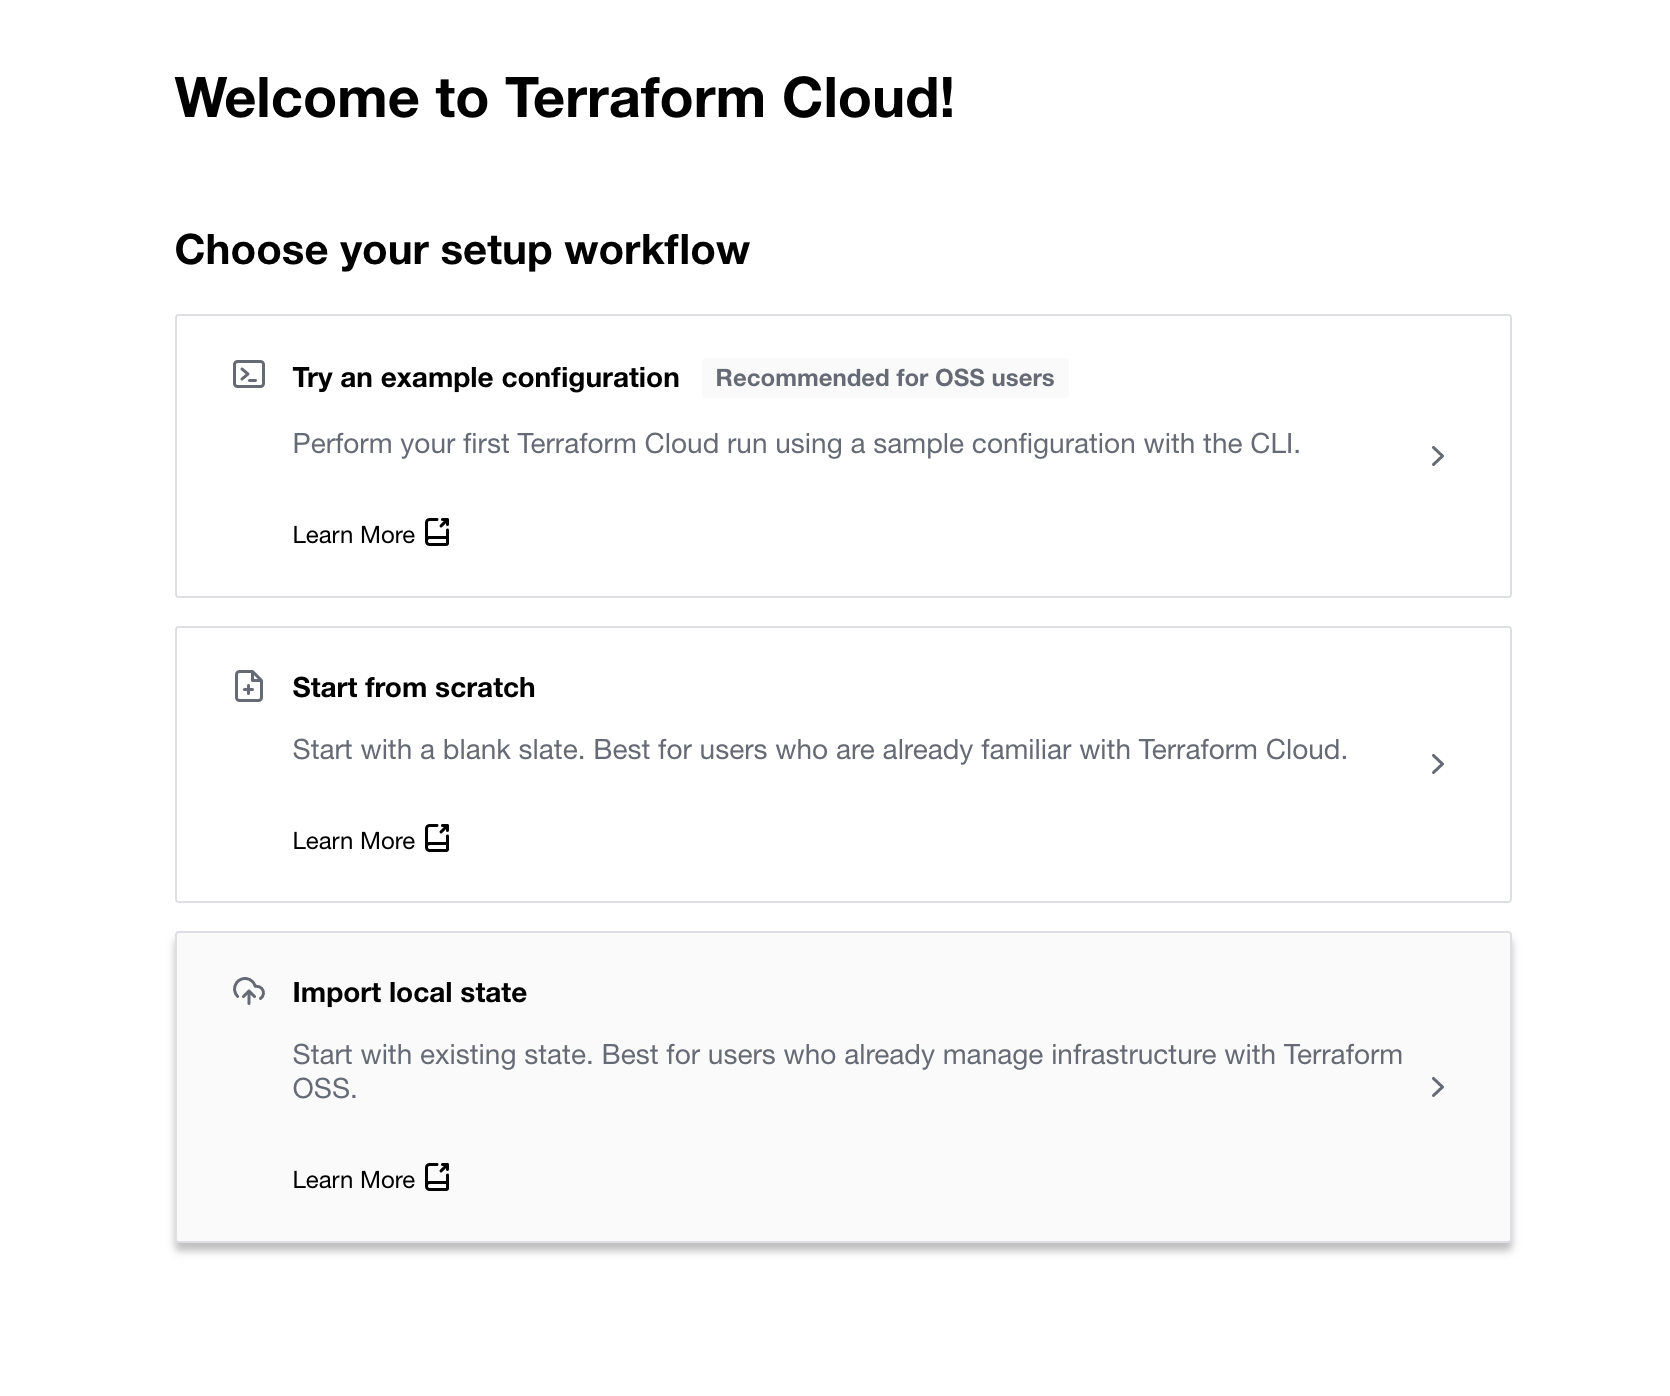 Welcome to Terraform Cloud!
Choose your setup workflow
Try an example configuration Recommended for OSS users
Perform your first Terraform Cloud run using a sample configuration with the CLI.
Learn More
Start from scratch
Start with a blank slate. Best for users who are already familiar with Terraform Cloud.
Learn More
Import local state
Start with existing state. Best for users who already manage infrastructure with Terraform
OSS.
Learn More